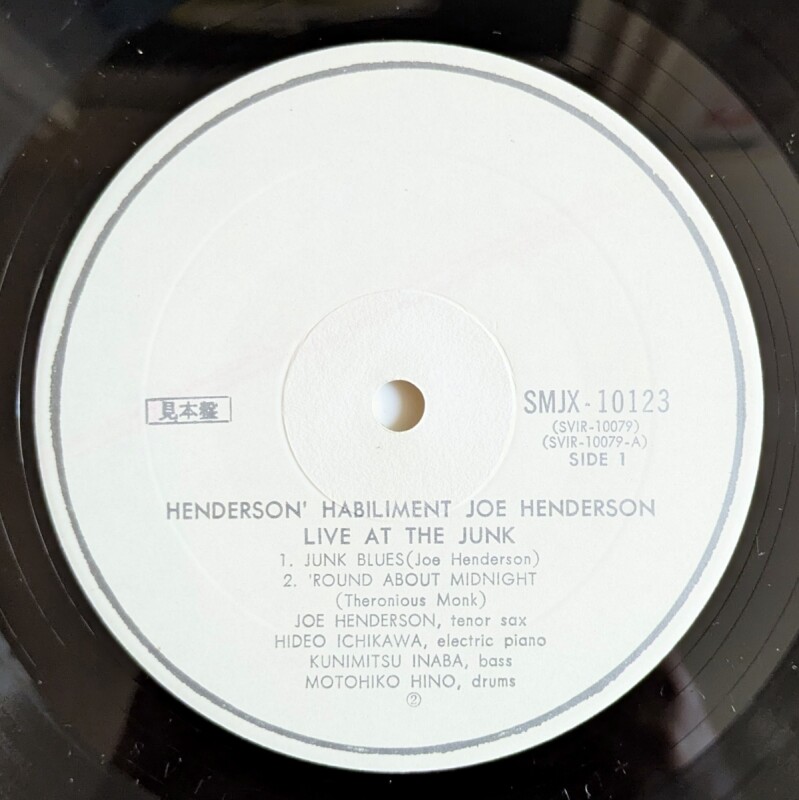 見本盤
SMJX-10123
(SVIR-10079)
(SVIR-10079-A)
SIDE 1
HENDERSON' HABILIMENT JOE HENDERSON
LIVE AT THE JUNK
1. JUNK BLUES(Joe Henderson)
2. 'ROUND ABOUT MIDNIGHT
(Theronious Monk)
JOE HENDERSON, tenor sax
HIDEO ICHIKAWA, electric piano
KUNIMITSU INABA, bass
MOTOHIKO HINO, drums
②